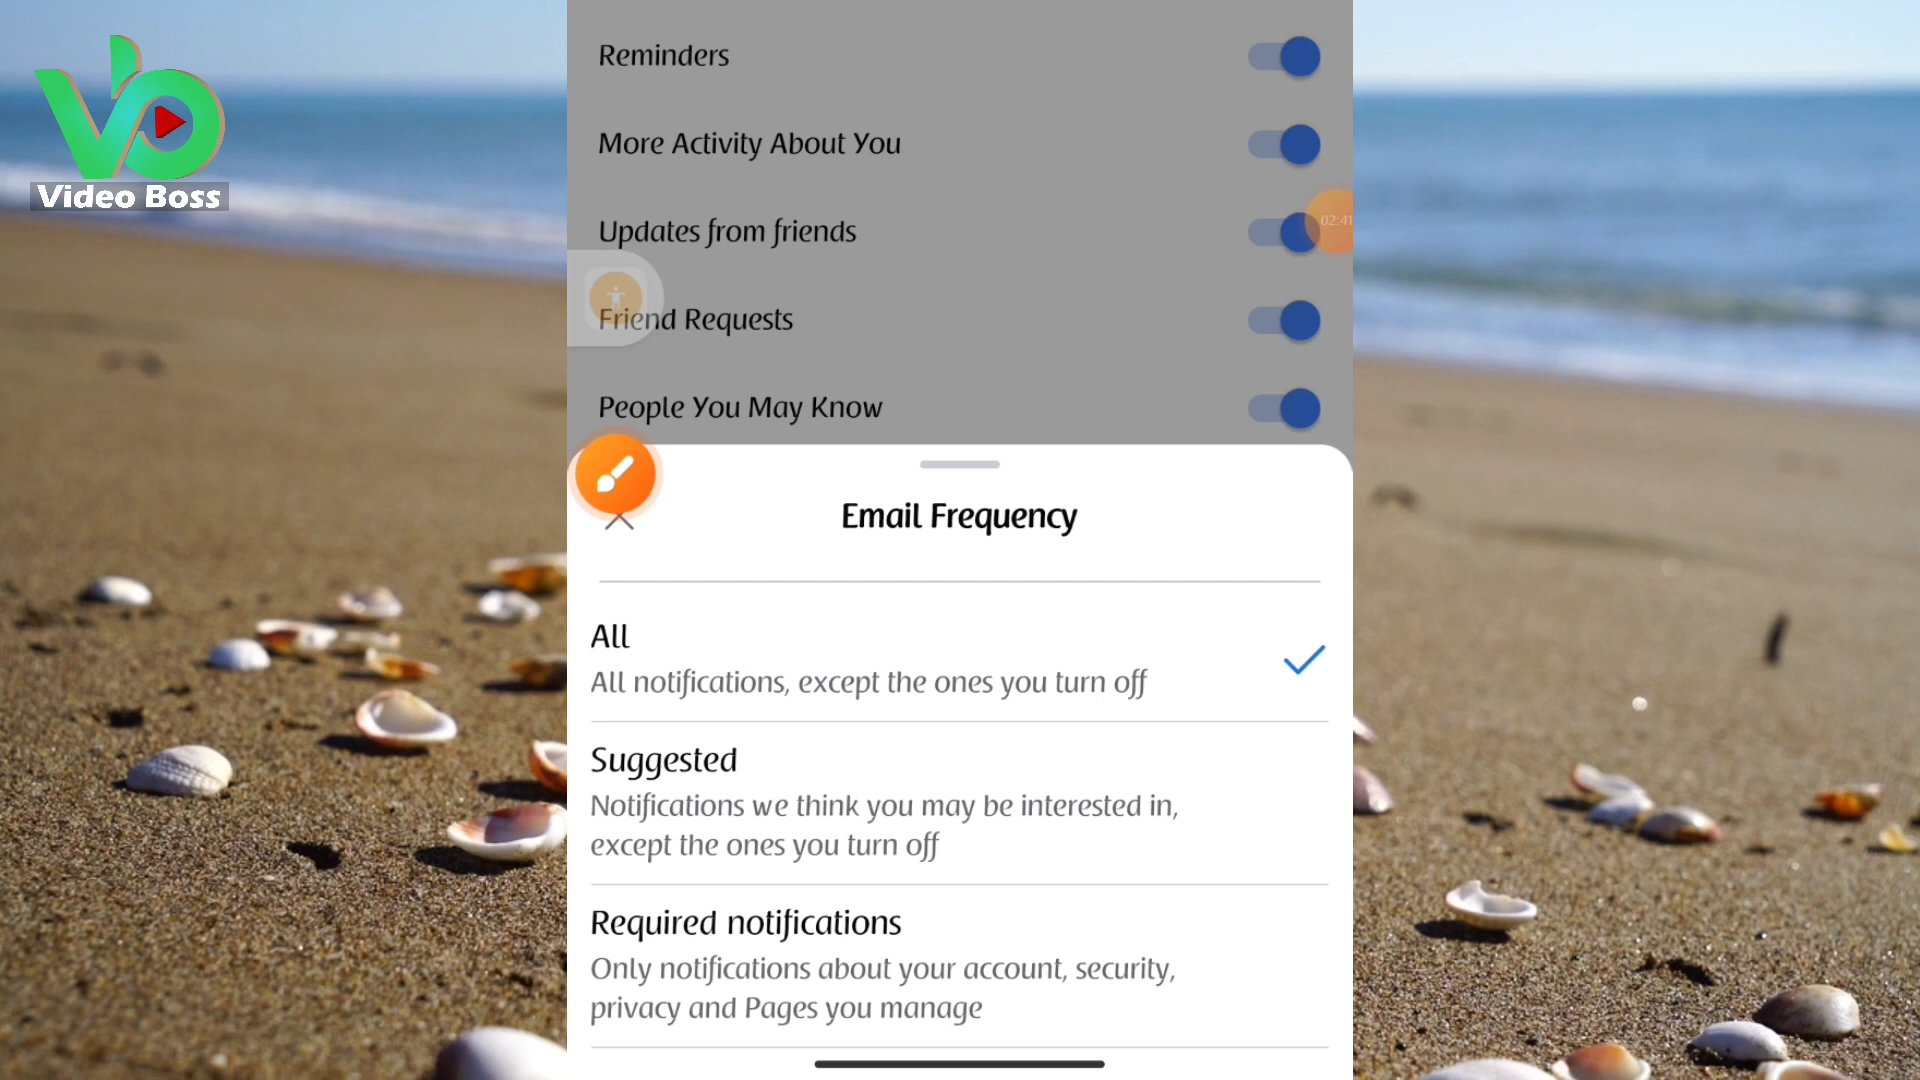 Video Boss
Reminders
More Activity About You
Updates from friends
02:41
Friend Requests
People You May Know
Email Frequency
All
All notifications, except the ones you turn off
Suggested
Notifications we think you may be interested in,
except the ones you turn off
Required notifications
Only notifications about your account, security,
privacy and Pages you manage